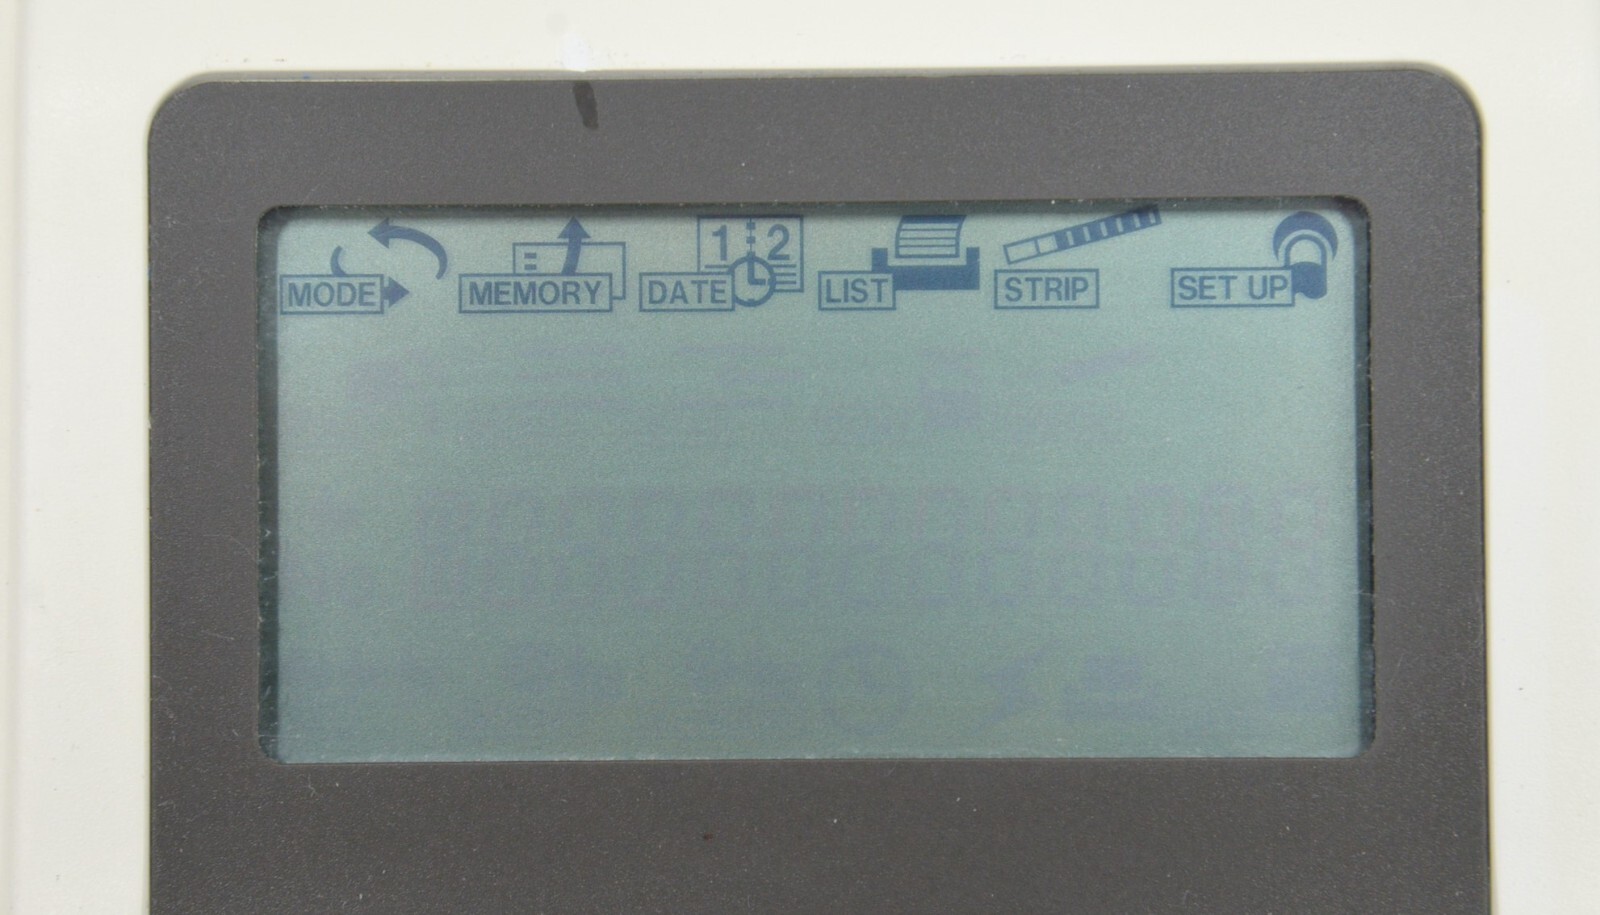 1 2
MODE MEMORY DATE LIST STRIP SET UP